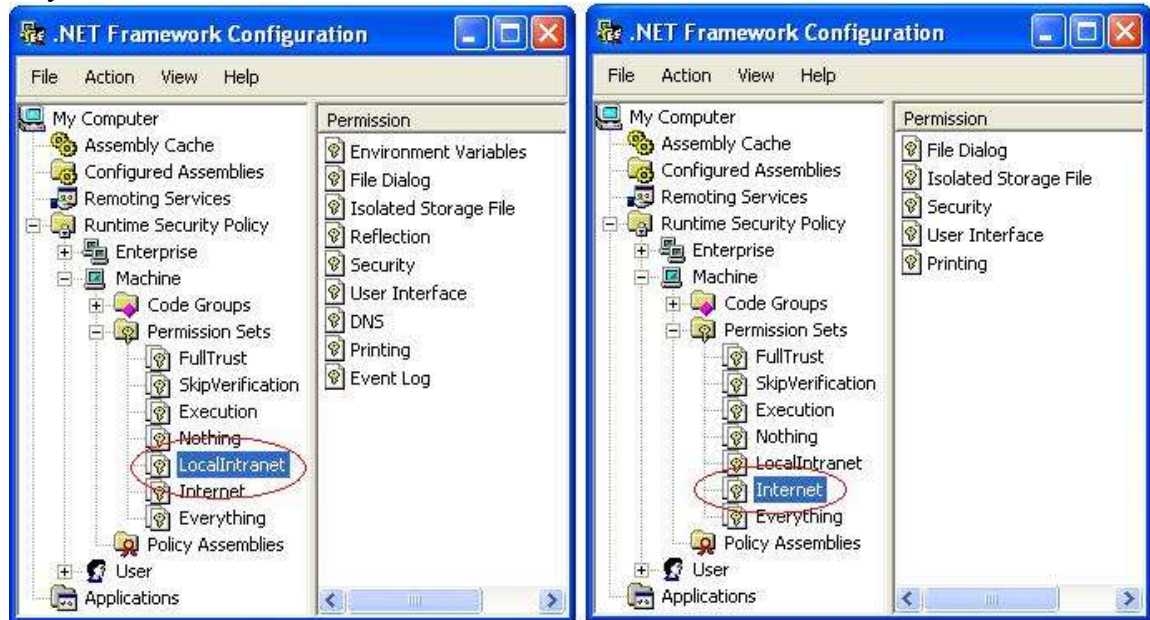 .NET Framework Configuration
File Action View Help
My Computer
Assembly Cache
Configured Assemblies
Remoting Services
Runtime Security Policy
Enterprise
Machine
Code Groups
Permission Sets
FullTrust
SkipVerification
Execution
Nothing
LocalIntranet
Internet
Everything
Policy Assemblies
User
Applications
Permission
Environment Variables
File Dialog
Isolated Storage File
Reflection
Security
User Interface
DNS
Printing
Event Log
.NET Framework Configuration
File Action View Help
My Computer
Assembly Cache
Configured Assemblies
Remoting Services
Runtime Security Policy
Enterprise
Machine
Code Groups
Permission Sets
FullTrust
SkipVerification
Execution
Nothing
LocalIntranet
Internet
Everything
Policy Assemblies
User
Applications
Permission
File Dialog
Isolated Storage File
Security
User Interface
Printing